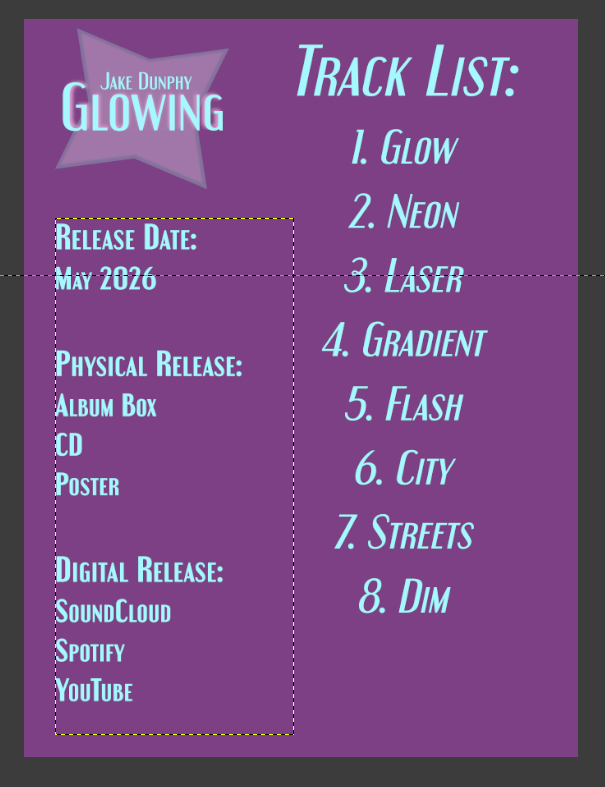 Jake Dunphy
Glowing
Release Date:
May 2026
Physical Release:
Album Box
CD
Poster
Digital Release:
SoundCloud
Spotify
YouTube
Track List:
1. Glow
2. Neon
3. Laser
4. Gradient
5. Flash
6. City
7. Streets
8. Dim